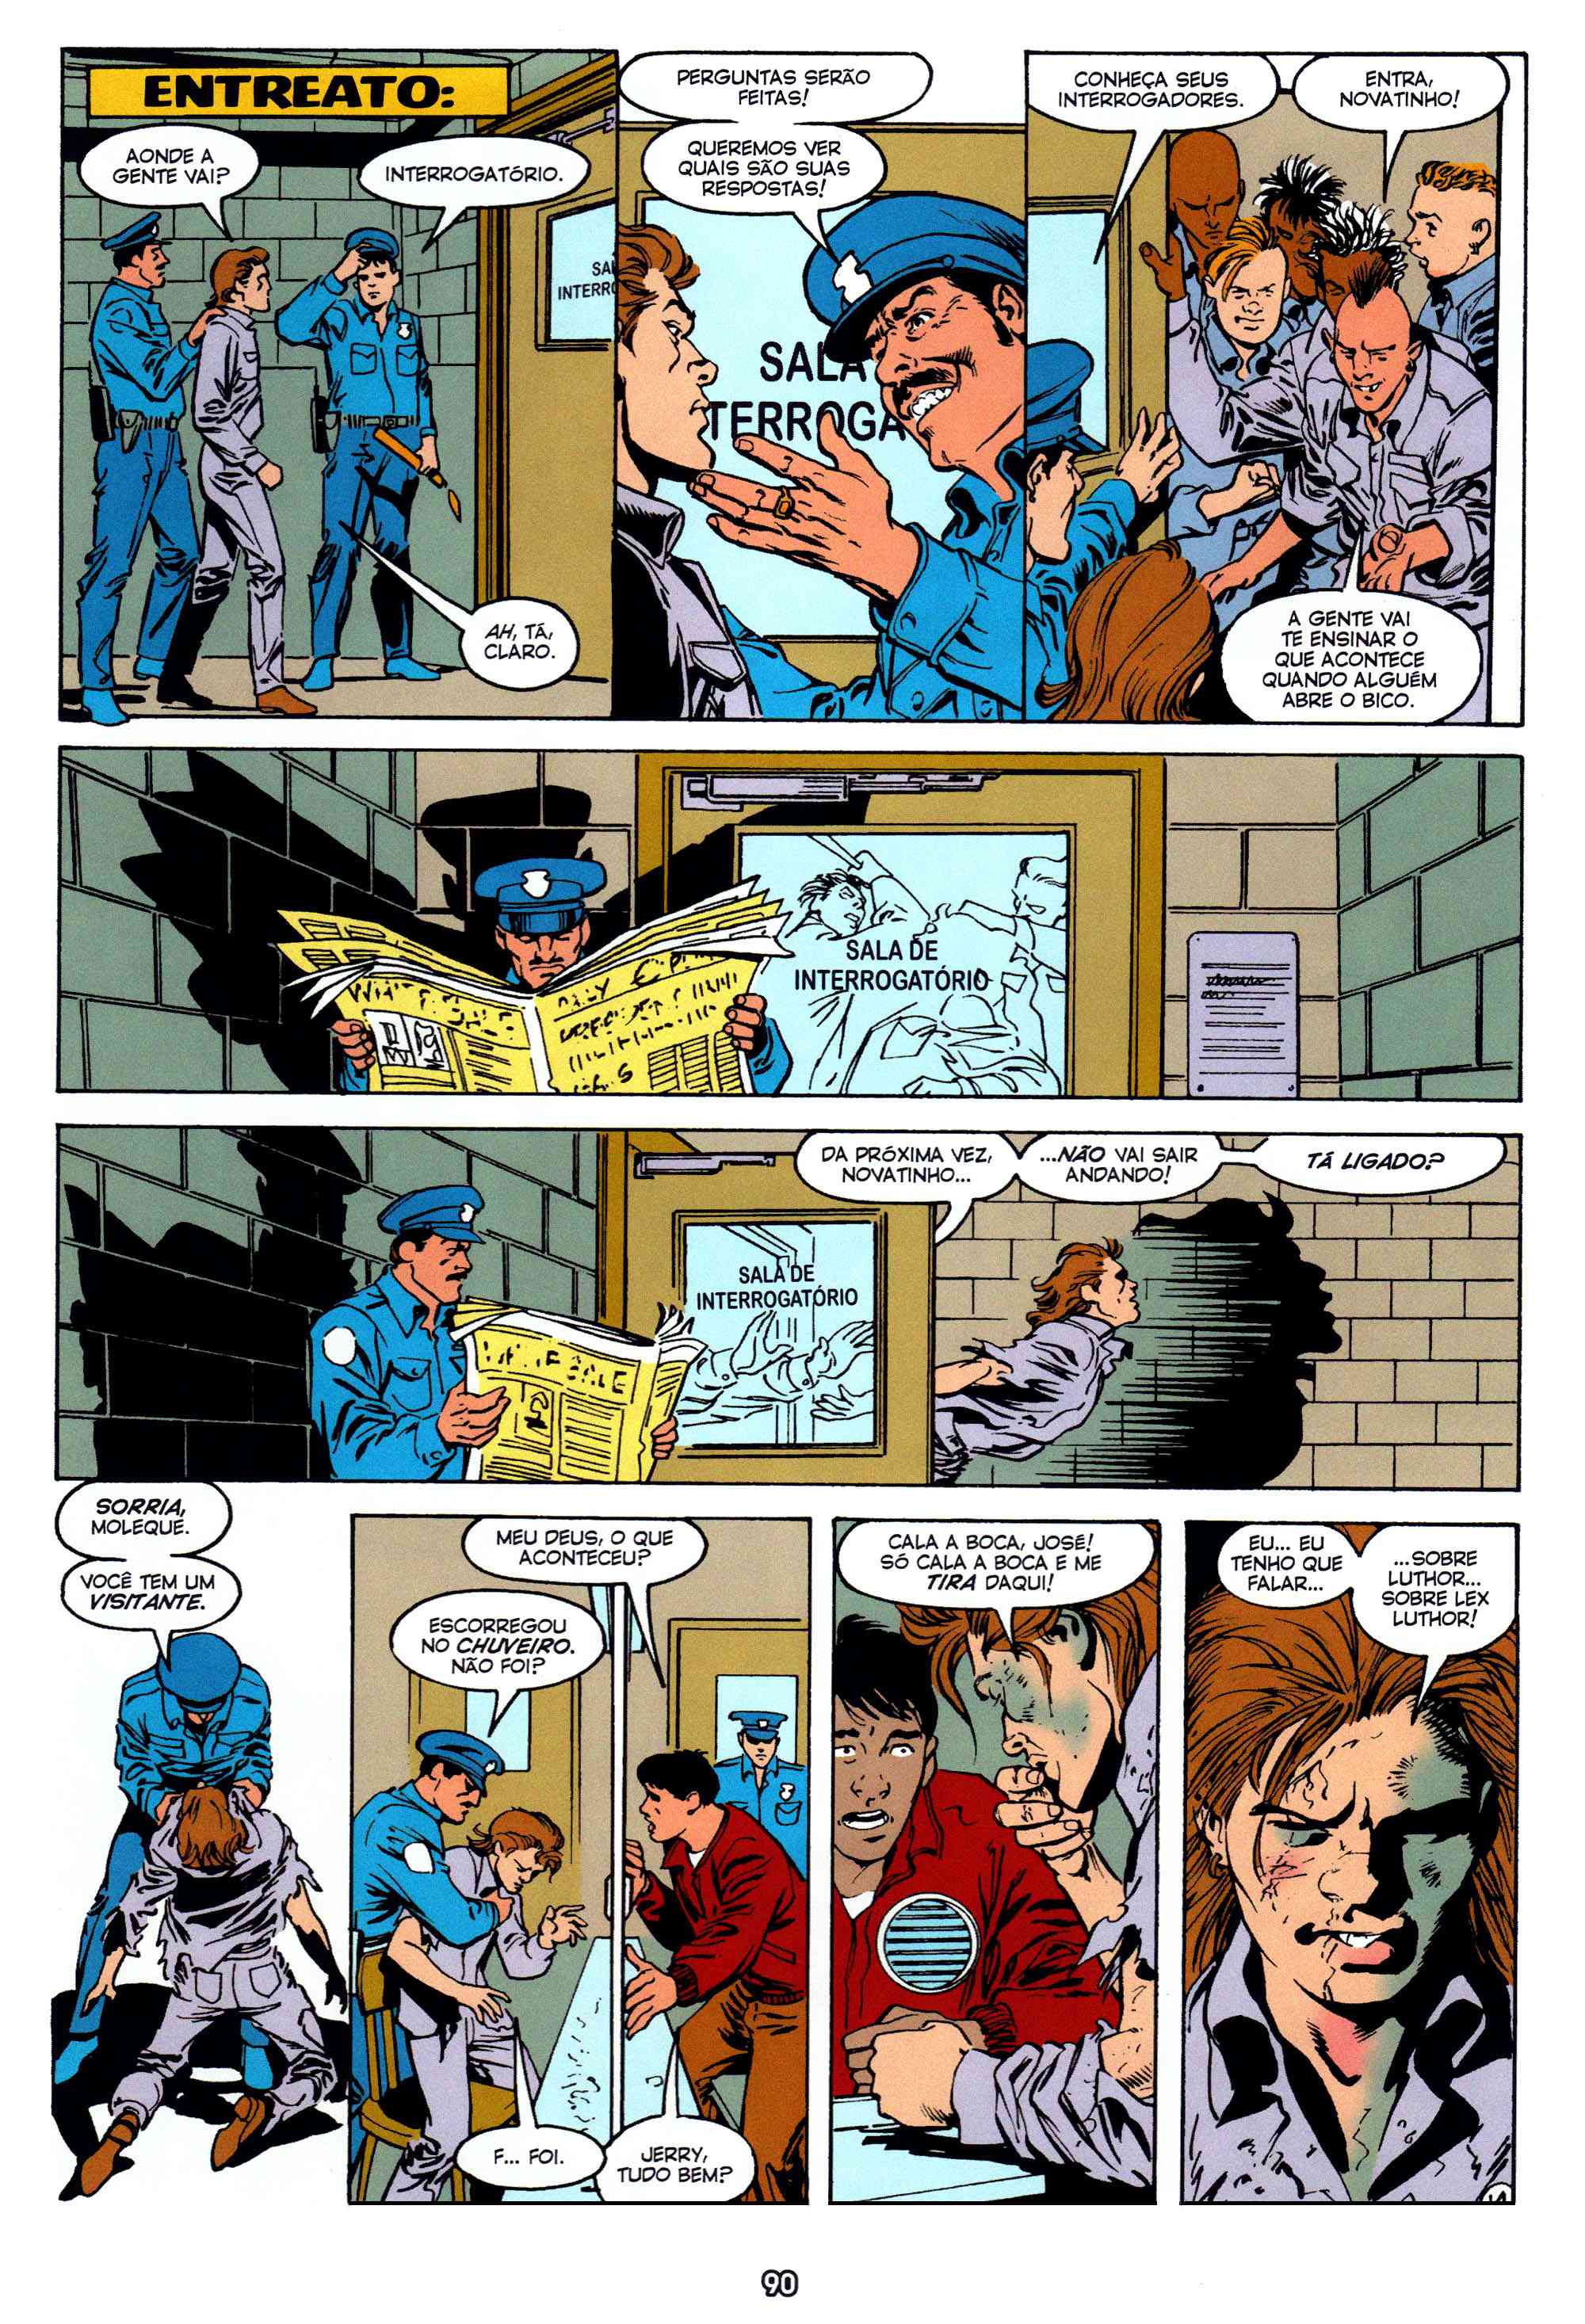 ENTREATO:
AONDE A
GENTE VAI?
INTERROGATÓRIO.
AH, TÁ,
CLARO.
SA
INTERRO
PERGUNTAS SERÃO
FEITAS!
QUEREMOS VER
QUAIS SÃO SUAS
RESPOSTAS!
SALA
TERROGA
CONHEÇA SEUS
INTERROGADORES.
ENTRA,
NOVATINHO!
A GENTE VAI
TE ENSINAR O
QUE ACONTECE
QUANDO ALGUÉM
ABRE O BICO.
SALA DE
INTERROGATÓRIO
SALA DE
INTERROGATÓRIO
DA PRÓXIMA VEZ,
NOVATINHO...
...NÃO VAI SAIR
ANDANDO!
TÁ LIGADO?
SORRIA,
MOLEQUE.
VOCÊ TEM UM
VISITANTE.
MEU DEUS, O QUE
ACONTECEU?
ESCORREGOU
NO CHUVEIRO.
NÃO FOI?
F... FOI.
JERRY,
TUDO BEM?
CALA A BOCA, JOSÉ!
SÓ CALA A BOCA E ME
TIRA DAQUI!
EU... EU
TENHO QUE
FALAR...
...SOBRE
LUTHOR...
SOBRE LEX
LUTHOR!
90